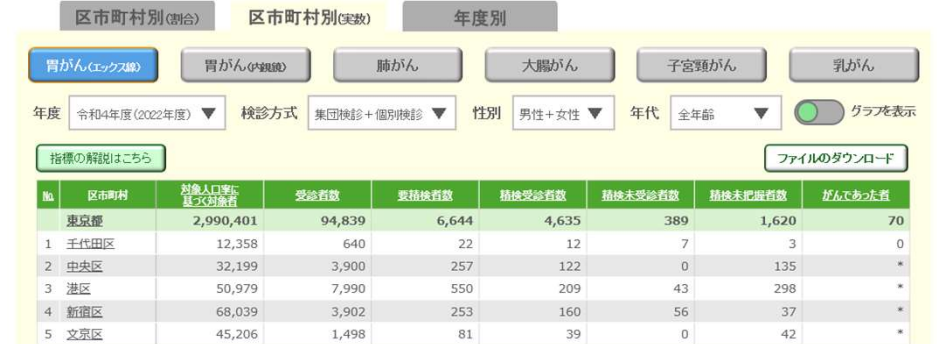 区市町村別(割合) 区市町村別(実数) 年度別
胃がん(エックス線) 胃がん(内視鏡) 肺がん 大腸がん 子宮頸がん 乳がん
年度 令和4年度(2022年度) ▼ 検診方式 集団検診+個別検診 ▼ 性別 男性+女性 ▼ 年代 全年齢 ▼ グラフを表示
指標の解説はこちら ファイルのダウンロード
No. 区市町村 対象人口率に基づく対象者 受診者数 要精検者数 精検受診者数 精検未受診者数 精検未把握者数 がんであった者
東京都 2,990,401 94,839 6,644 4,635 389 1,620 70
1 千代田区 12,358 640 22 12 7 3 0
2 中央区 32,199 3,900 257 122 0 135 *
3 港区 50,979 7,990 550 209 43 298 *
4 新宿区 68,039 3,902 253 160 56 37 *
5 文京区 45,206 1,498 81 39 0 42 *